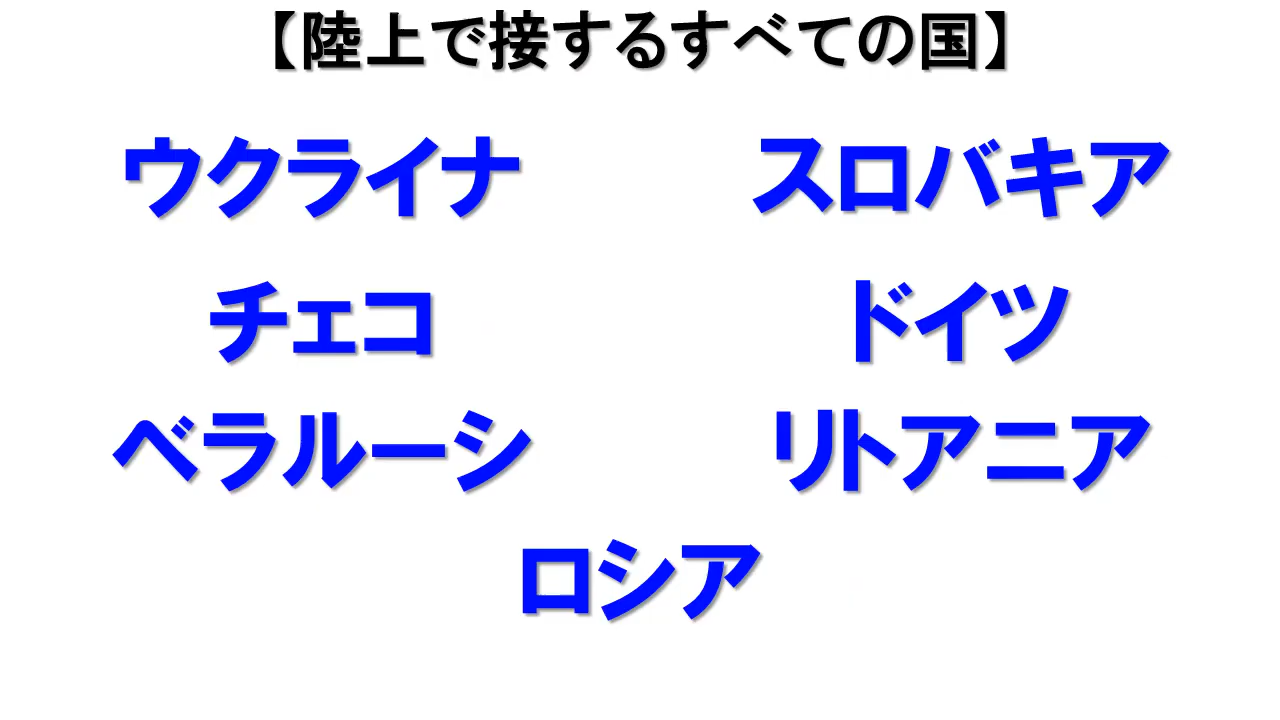 【陸上で接するすべての国】
ウクライナ スロバキア
チェコ ドイツ
ベラルーシ リトアニア
ロシア